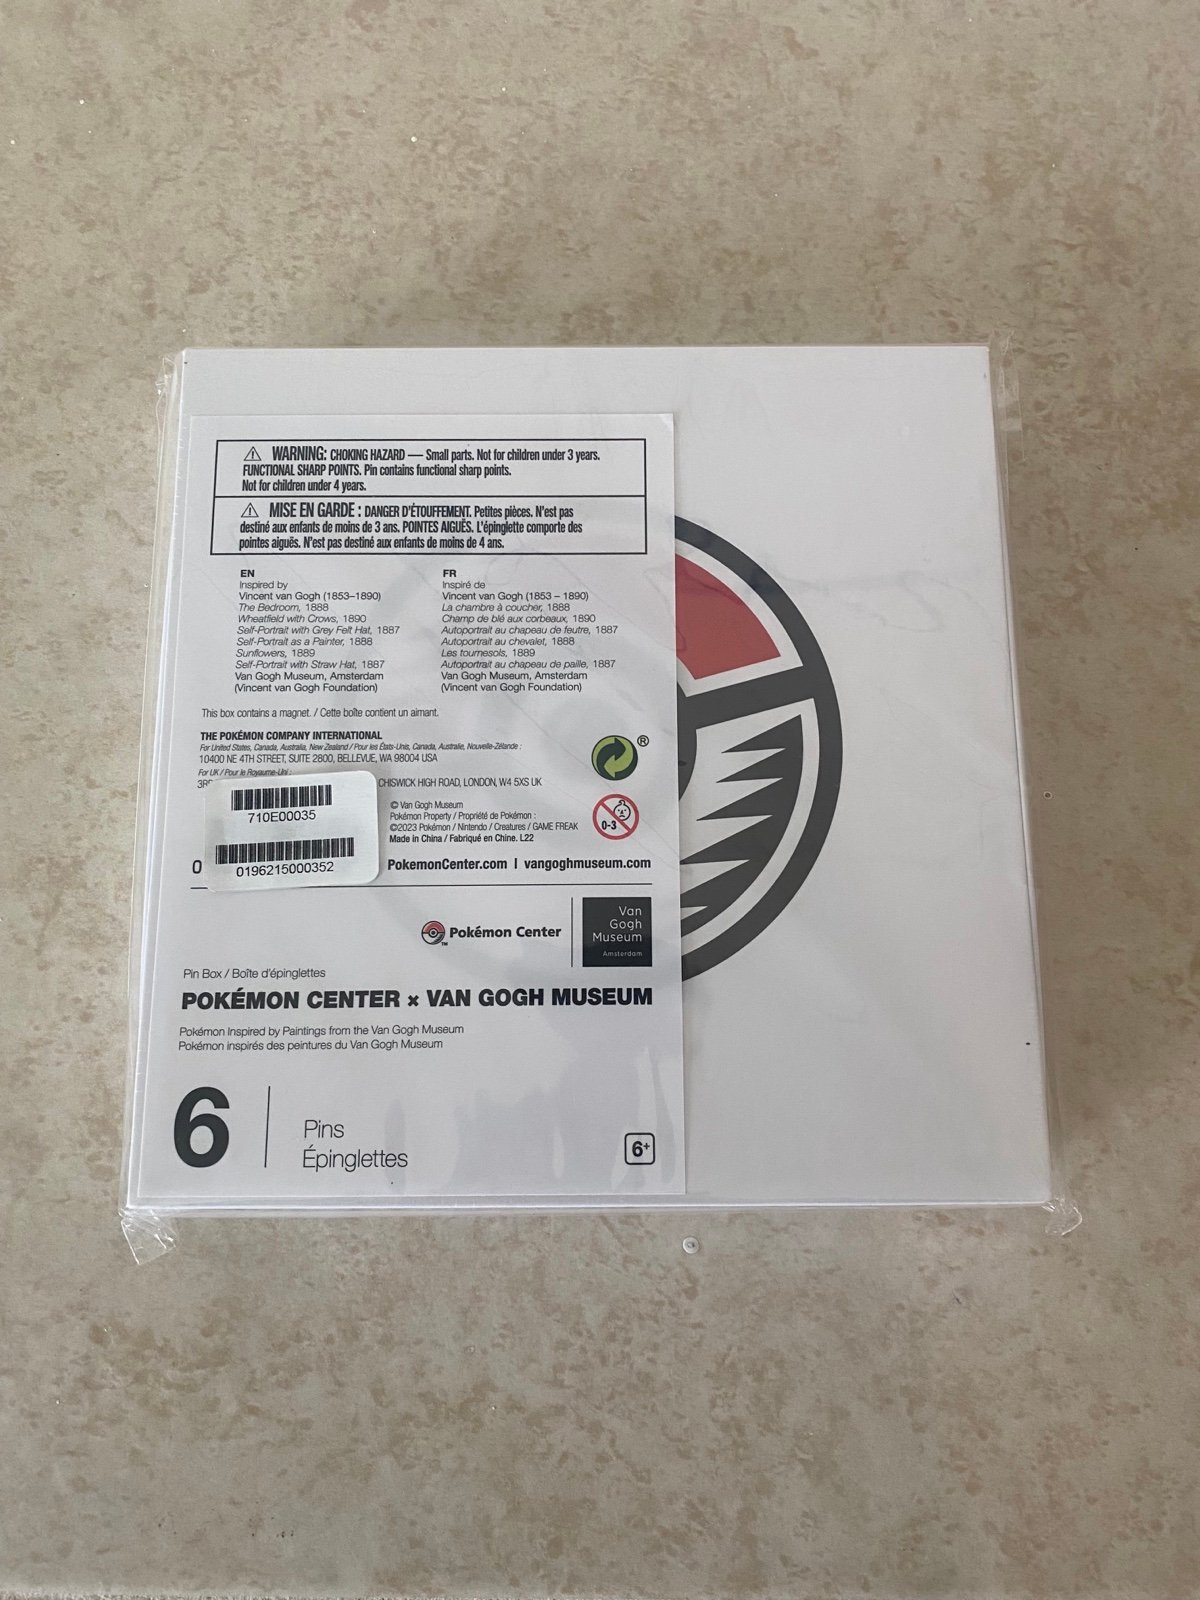 WARNING: CHOKING HAZARD — Small parts. Not for children under 3 years.
FUNCTIONAL SHARP POINTS. Pin contains functional sharp points.
Not for children under 4 years.
MISE EN GARDE : DANGER D'ÉTOUFFEMENT. Petites pièces. N'est pas
destiné aux enfants de moins de 3 ans. POINTES AIGUËS. L'épinglette comporte des
pointes aiguës. N'est pas destiné aux enfants de moins de 4 ans.
EN
Inspired by
Vincent van Gogh (1853–1890)
The Bedroom, 1888
Wheatfield with Crows, 1890
Self-Portrait with Grey Felt Hat, 1887
Self-Portrait as a Painter, 1888
Sunflowers, 1889
Self-Portrait with Straw Hat, 1887
Van Gogh Museum, Amsterdam
(Vincent van Gogh Foundation)
FR
Inspiré de
Vincent van Gogh (1853 – 1890)
La chambre à coucher, 1888
Champ de blé aux corbeaux, 1890
Autoportrait au chapeau de feutre, 1887
Autoportrait au chevalet, 1888
Les tournesols, 1889
Autoportrait au chapeau de paille, 1887
Van Gogh Museum, Amsterdam
(Vincent van Gogh Foundation)
This box contains a magnet. / Cette boîte contient un aimant.
THE POKÉMON COMPANY INTERNATIONAL
For United States, Canada, Australia, New Zealand / Pour les États-Unis, Canada, Australie, Nouvelle-Zélande :
10400 NE 4TH STREET, SUITE 2800, BELLEVUE, WA 98004 USA
For UK / Pour le Royaume-Uni :
CHISWICK HIGH ROAD, LONDON, W4 5XS UK
®
710E00035
0196215000352
0
© Van Gogh Museum
Pokémon Property / Propriété de Pokémon :
©2023 Pokémon / Nintendo / Creatures / GAME FREAK
Made in China / Fabriqué en Chine. L22
0-3
PokemonCenter.com | vangoghmuseum.com
Pokémon Center
TM
Van
Gogh
Museum
Amsterdam
Pin Box / Boîte d'épinglettes
POKÉMON CENTER × VAN GOGH MUSEUM
Pokémon Inspired by Paintings from the Van Gogh Museum
Pokémon inspirés des peintures du Van Gogh Museum
6
Pins
Épinglettes
6+